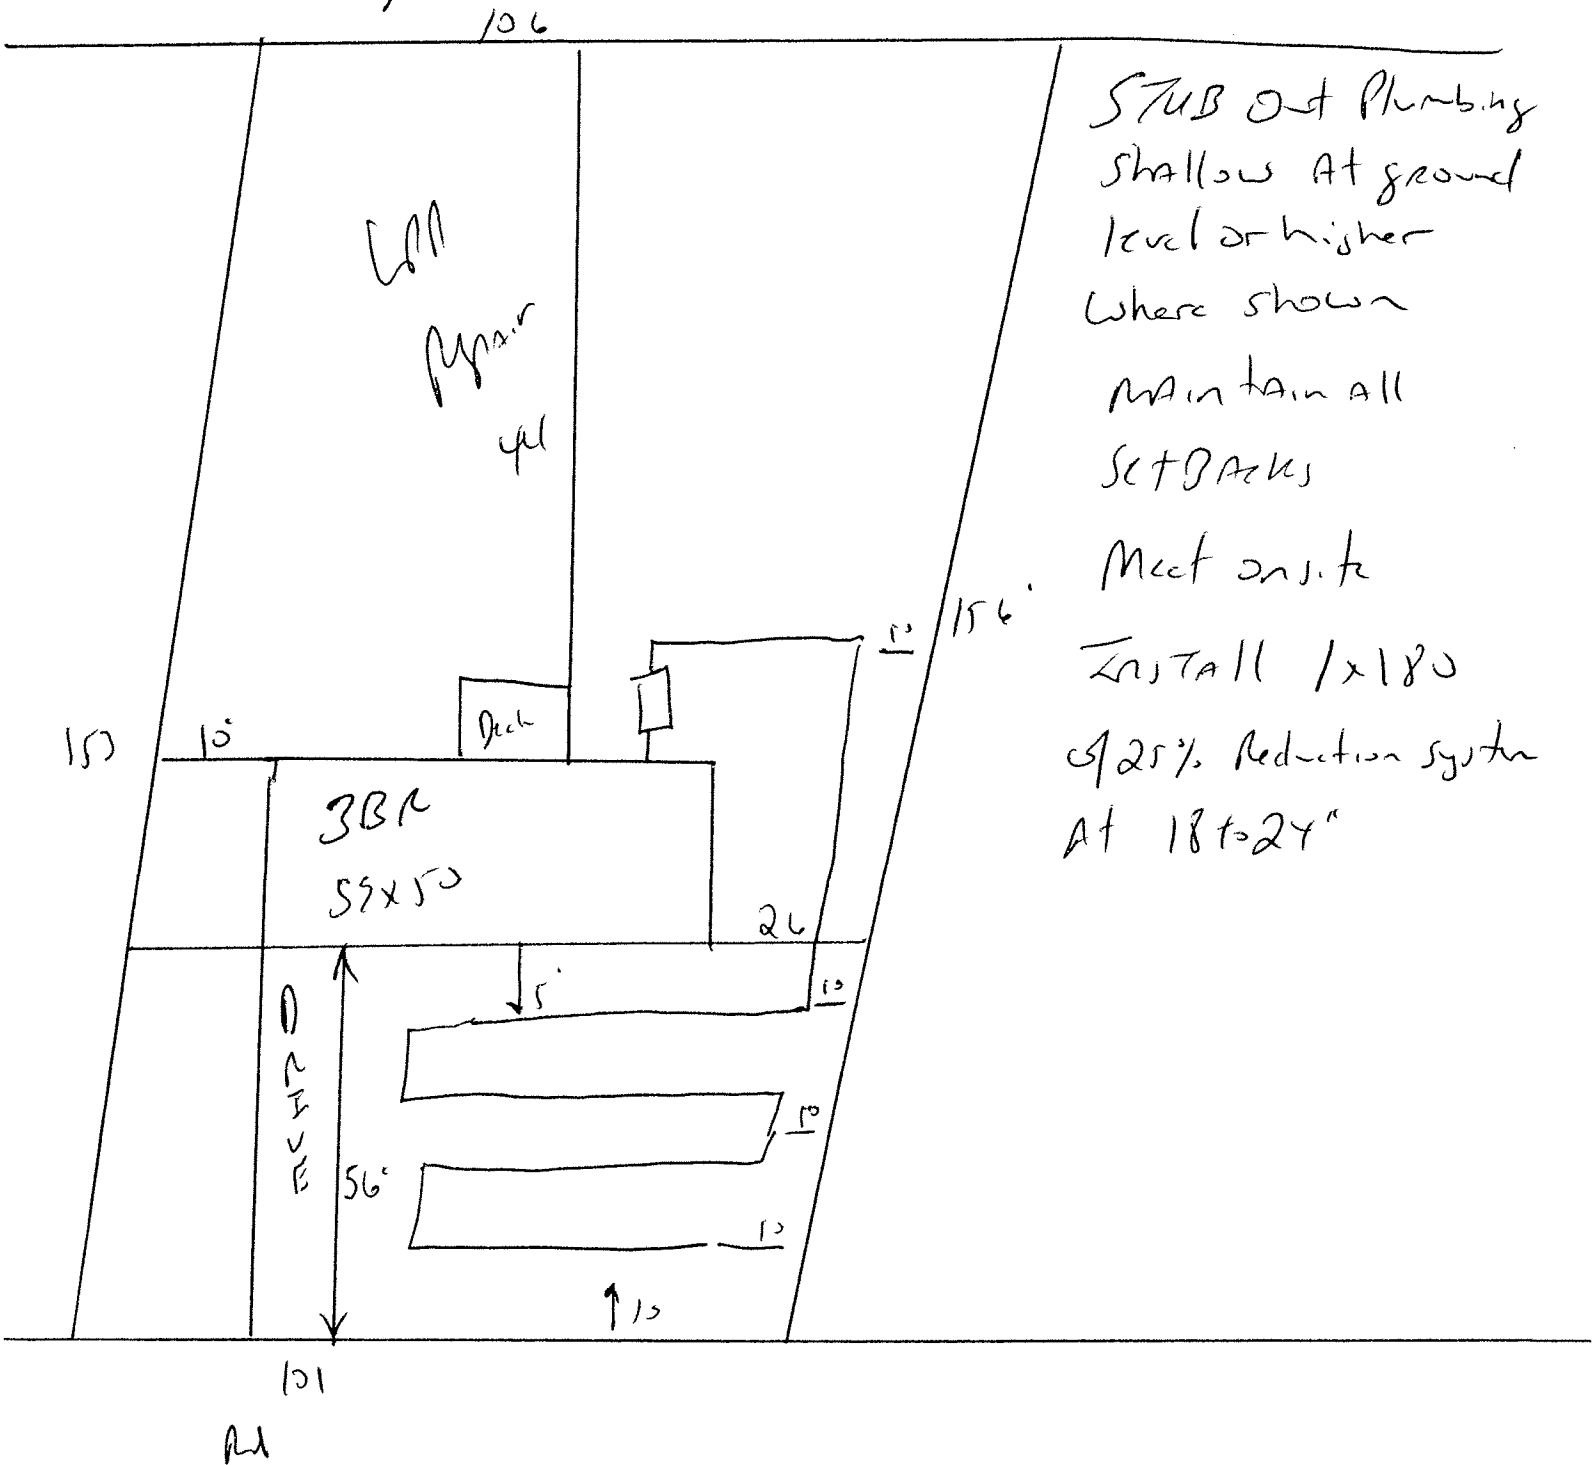 106
STUB Out Plumbing
Shallow At ground
level or higher
Where shown
Maintain all
SetBacks
Meet onsite
Install 1x180
of 25% Reduction system
At 18 to 24"
Repair
156'
10
150
10'
Deck
3BR
26
5'
10
DRIVE
10
56'
10
10
101
Rd